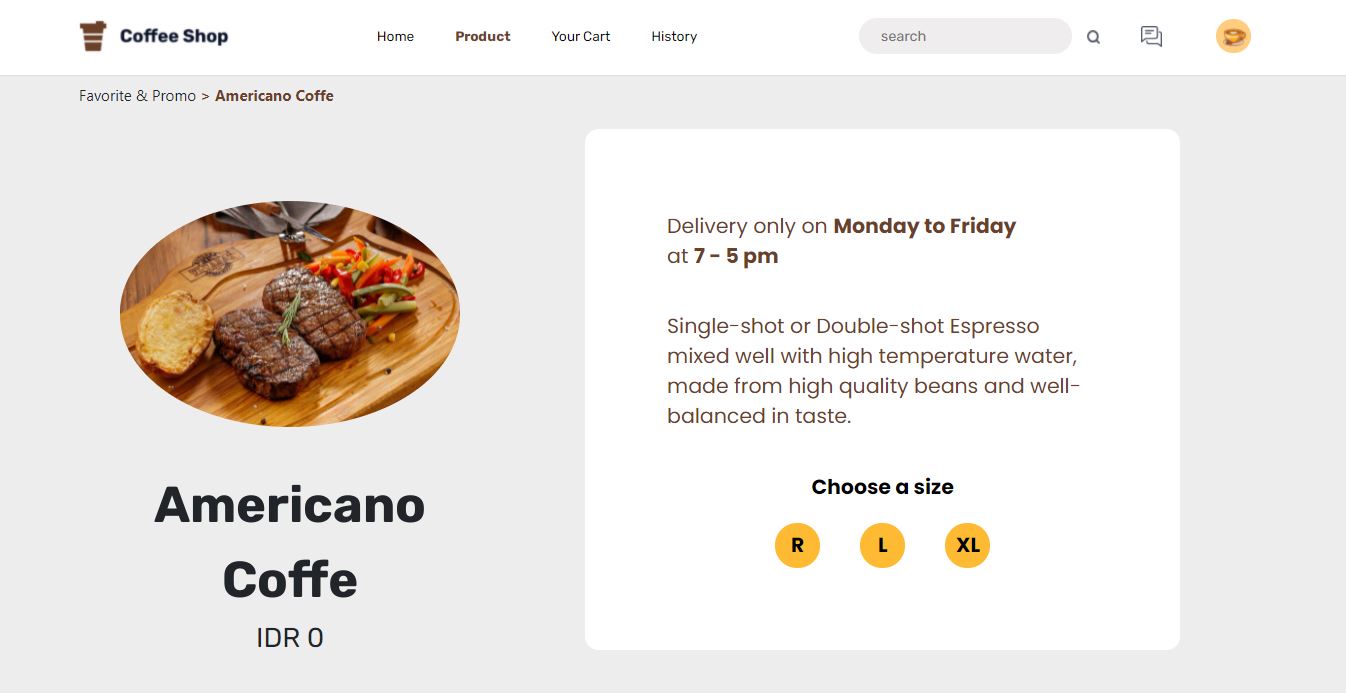 Coffee Shop
Home Product Your Cart History
search
Favorite & Promo > Americano Coffe
Americano
Coffe
IDR 0
Delivery only on Monday to Friday
at 7 - 5 pm
Single-shot or Double-shot Espresso
mixed well with high temperature water,
made from high quality beans and well-
balanced in taste.
Choose a size
R L XL